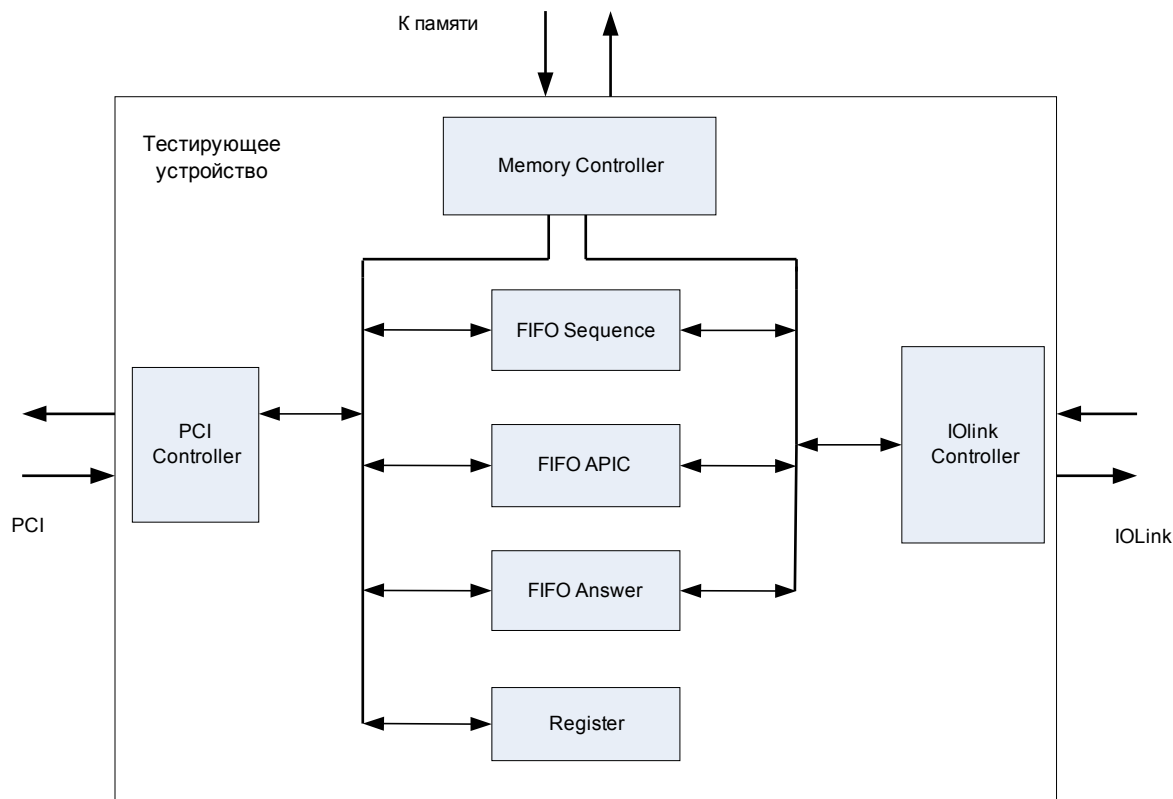 К памяти
Тестирующее
устройство
Memory Controller
FIFO Sequence
PCI
Controller
IOlink
Controller
FIFO APIC
PCI
IOLink
FIFO Answer
Register